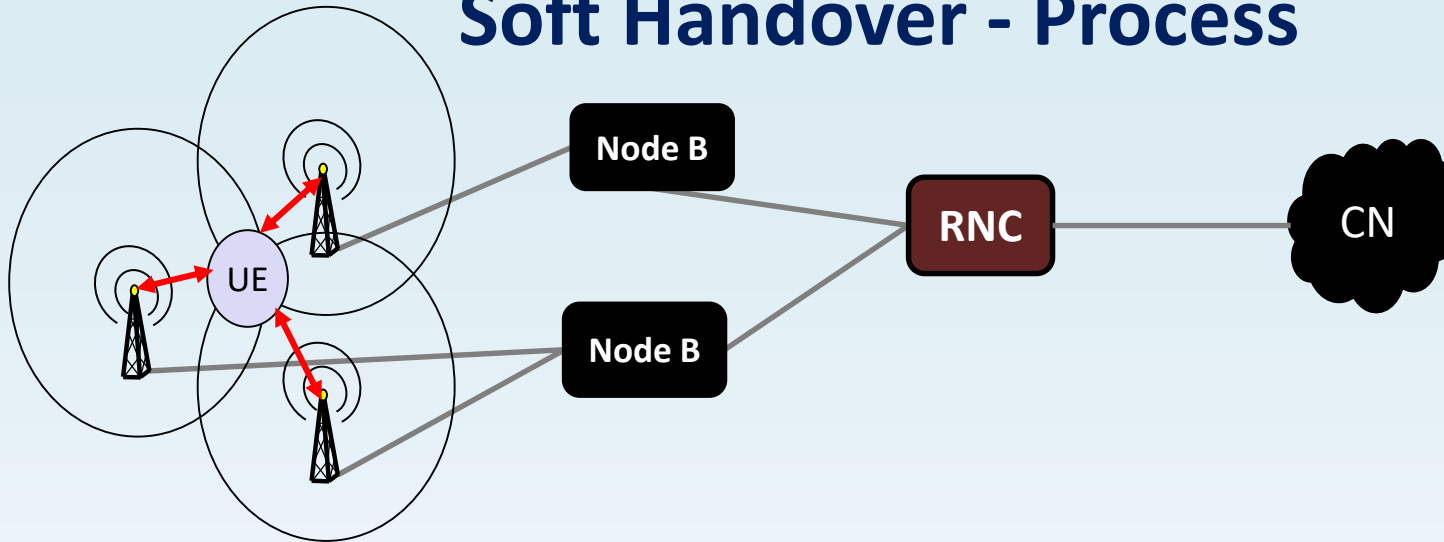 Soft Handover - Process
Node B
CN
RNC
UE
Node B